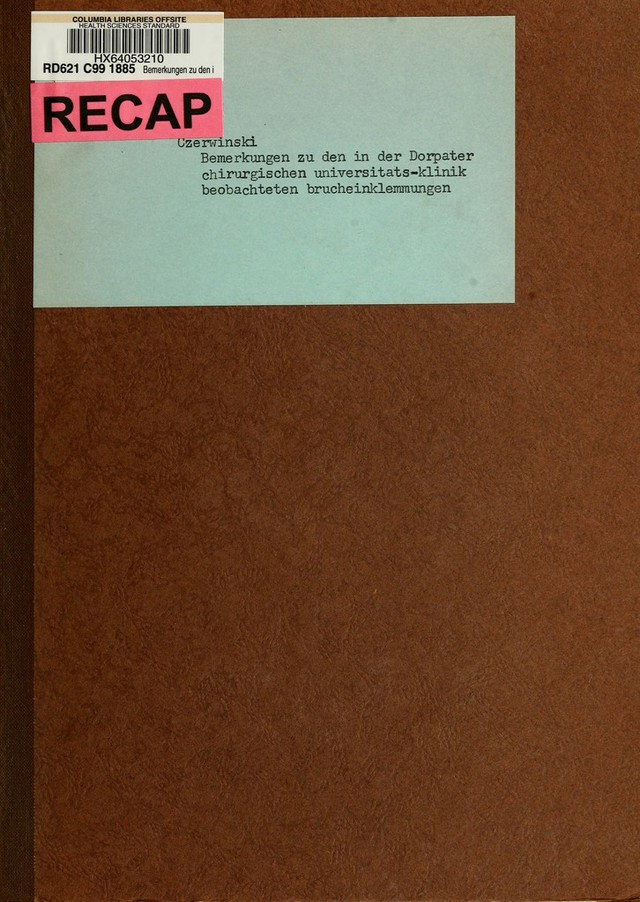 COLUMBIA LIBRARIES OFFSITE
HEALTH SCIENCES STANDARD
HX64053210
RD621 C99 1885 Bemerkungen zu den i
RECAP
Czerwinski
Bemerkungen zu den in der Dorpater
chirurgischen universitats-klinik
beobachteten brucheinklemmungen